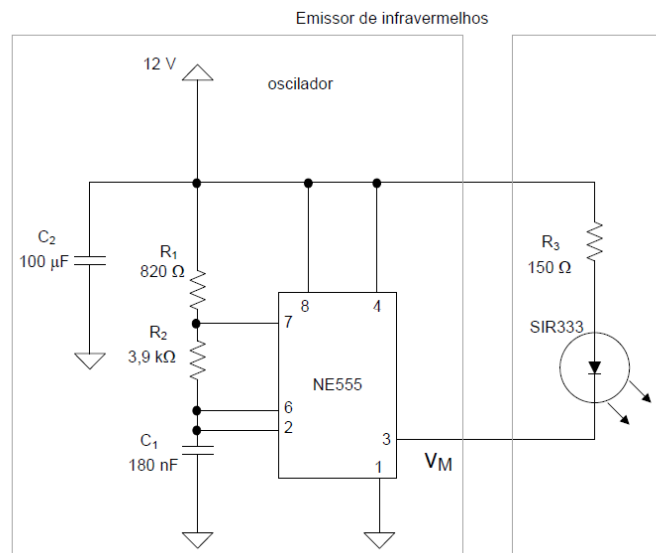 Emissor de infravermelhos
12 V
oscilador
C₂
100 µF
R₁
820 Ω
R₂
3,9 kΩ
C₁
180 nF
8
4
7
NE555
6
2
3
1
V_M
R₃
150 Ω
SIR333